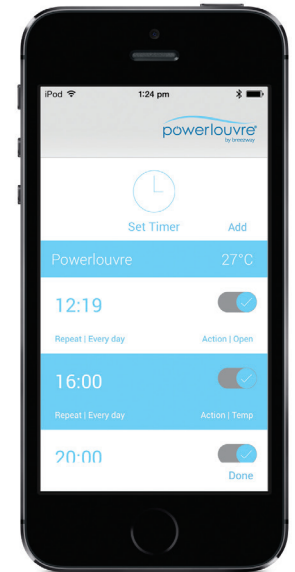 iPod 1:24 pm
powerlouvre®
by breezway
Set Timer Add
Powerlouvre 27°C
12:19
Repeat | Every day Action | Open
16:00
Repeat | Every day Action | Temp
20:00
Done